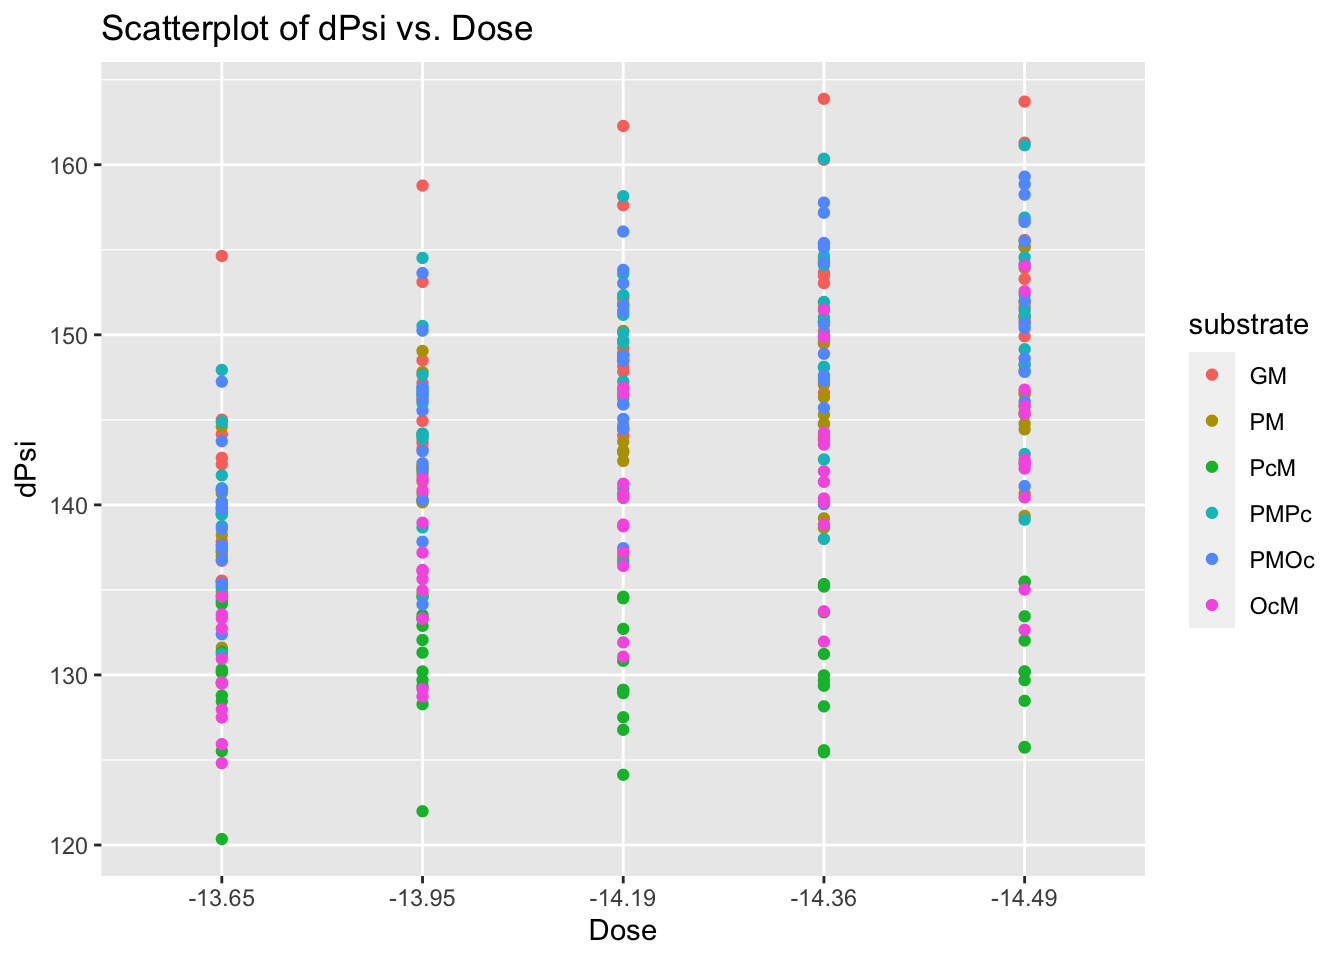 Scatterplot of dPsi vs. Dose
dPsi
160
150
140
130
120
-13.65
-13.95
-14.19
-14.36
-14.49
Dose
substrate
GM
PM
PcM
PMPc
PMOc
OcM